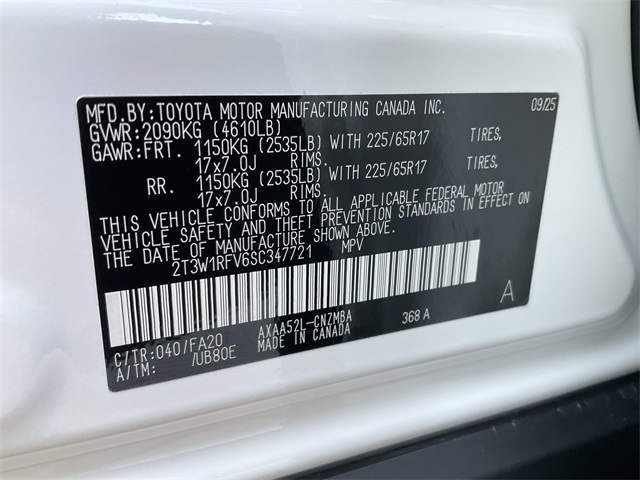 MFD.BY:TOYOTA MOTOR MANUFACTURING CANADA INC. 09/25
GVWR:2090KG (4610LB)
GAWR:FRT. 1150KG (2535LB) WITH 225/65R17 TIRES,
17x7.0J RIMS.
RR. 1150KG (2535LB) WITH 225/65R17 TIRES,
17x7.0J RIMS.
THIS VEHICLE CONFORMS TO ALL APPLICABLE FEDERAL MOTOR
VEHICLE SAFETY AND THEFT PREVENTION STANDARDS IN EFFECT ON
THE DATE OF MANUFACTURE SHOWN ABOVE.
2T3W1RFV6SC347721 MPV
A
C/TR:040/FA20 AXAA52L-CNZMBA 368 A
A/TM: /UB80E MADE IN CANADA